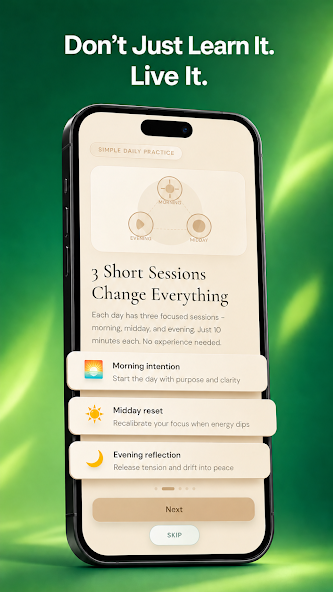 Don't Just Learn It.
Live It.
SIMPLE DAILY PRACTICE
MORNING
EVENING
MIDDAY
3 Short Sessions
Change Everything
Each day has three focused sessions –
morning, midday, and evening. Just 10
minutes each. No experience needed.
Morning intention
Start the day with purpose and clarity
Midday reset
Recalibrate your focus when energy dips
Evening reflection
Release tension and drift into peace
Next
SKIP